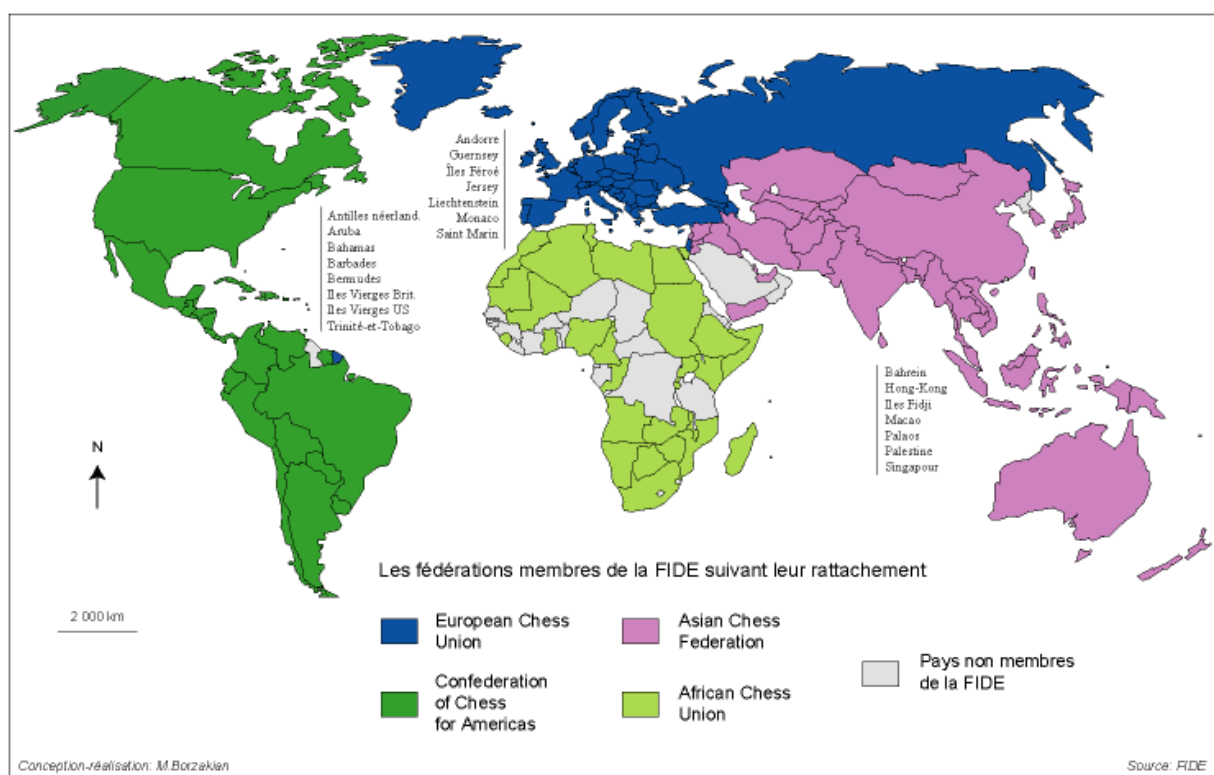 Andorre
Guernsey
Îles Féroé
Jersey
Liechtenstein
Monaco
Saint Marin
Antilles néerland.
Aruba
Bahamas
Barbades
Bermudes
Iles Vierges Brit.
Iles Vierges US
Trinité-et-Tobago
Bahrein
Hong-Kong
Iles Fidji
Macao
Palaos
Palestine
Singapour
N
2 000 km
Les fédérations membres de la FIDE suivant leur rattachement
European Chess
Union
Asian Chess
Federation
Pays non membres
de la FIDE
Confederation
of Chess
for Americas
African Chess
Union
Conception-réalisation: M.Borzakian
Source: FIDE